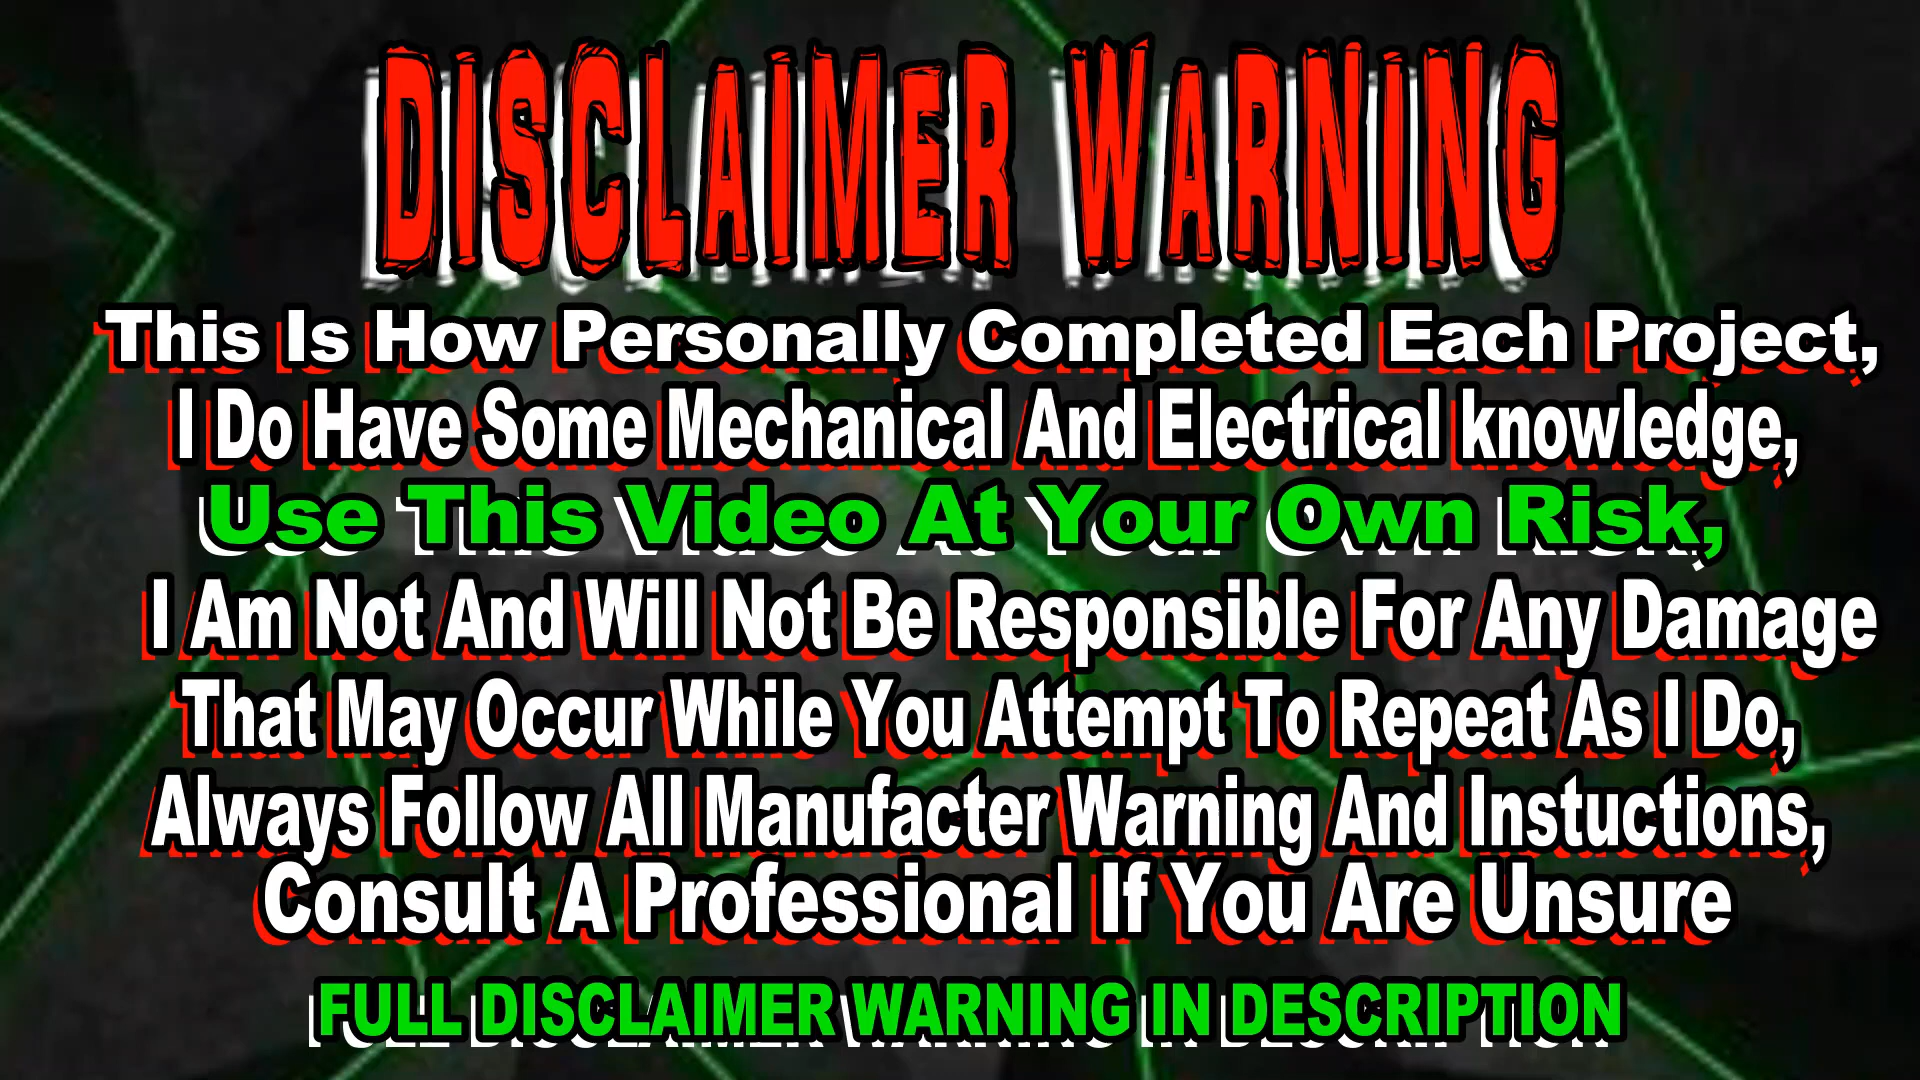 DISCLAIMER WARNING
This Is How Personally Completed Each Project,
I Do Have Some Mechanical And Electrical knowledge,
Use This Video At Your Own Risk,
I Am Not And Will Not Be Responsible For Any Damage
That May Occur While You Attempt To Repeat As I Do,
Always Follow All Manufacter Warning And Instuctions,
Consult A Professional If You Are Unsure
FULL DISCLAIMER WARNING IN DESCRIPTION